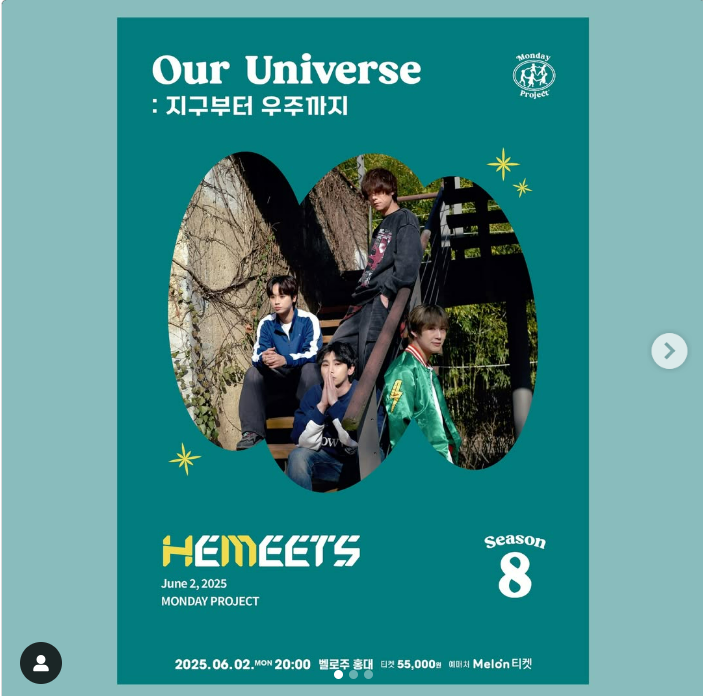 Our Universe
: 지구부터 우주까지
Monday
Project
HEMEETS
June 2, 2025
MONDAY PROJECT
Season
8
2025.06.02.MON 20:00 벨로주 홍대 티켓 55,000원 예매처 Melon티켓